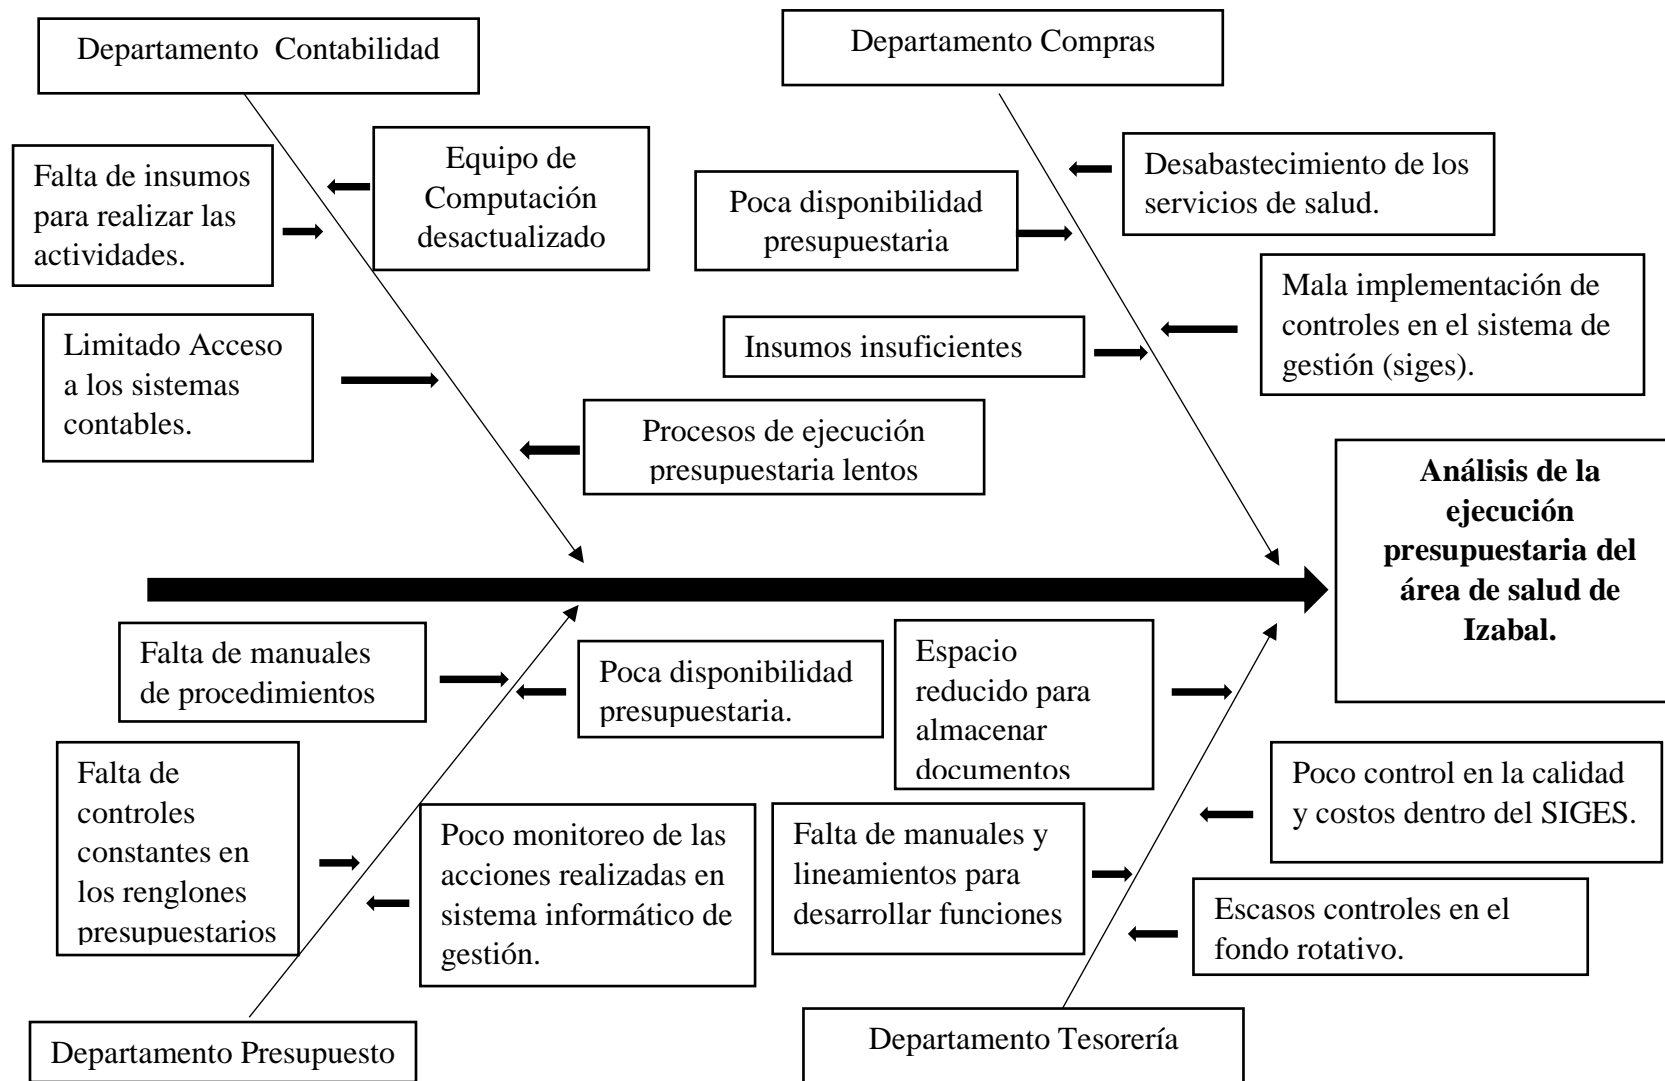 Departamento  Contabilidad
Departamento Compras
Falta de insumos
para realizar las
actividades.
Equipo de
Computación
desactualizado
Poca disponibilidad
presupuestaria
Desabastecimiento de los
servicios de salud.
Limitado Acceso
a los sistemas
contables.
Insumos insuficientes
Mala implementación de
controles en el sistema de
gestión (siges).
Procesos de ejecución
presupuestaria lentos
Análisis de la
ejecución
presupuestaria del
área de salud de
Izabal.
Falta de manuales
de procedimientos
Poca disponibilidad
presupuestaria.
Espacio
reducido para
almacenar
documentos
Falta de
controles
constantes en
los renglones
presupuestarios
Poco monitoreo de las
acciones realizadas en
sistema informático de
gestión.
Falta de manuales y
lineamientos para
desarrollar funciones
Poco control en la calidad
y costos dentro del SIGES.
Escasos controles en el
fondo rotativo.
Departamento Presupuesto
Departamento Tesorería